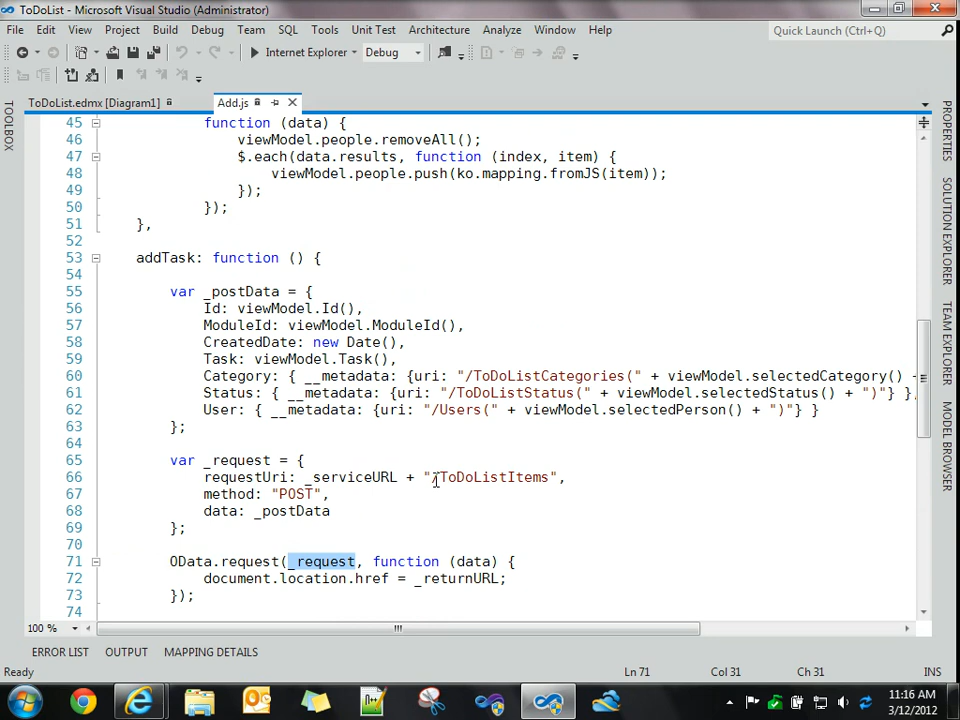 ToDoList - Microsoft Visual Studio (Administrator)
File Edit View Project Build Debug Team SQL Tools Unit Test Architecture Analyze Window Help Quick Launch (Ctrl+Q)
Internet Explorer Debug
ToDoList.edmx [Diagram1] Add.js
TOOLBOX
PROPERTIES
SOLUTION EXPLORER
TEAM EXPLORER
MODEL BROWSER
45 function (data) {
46 viewModel.people.removeAll();
47 $.each(data.results, function (index, item) {
48 viewModel.people.push(ko.mapping.fromJS(item));
49 });
50 });
51 },
52
53 addTask: function () {
54
55 var _postData = {
56 Id: viewModel.Id(),
57 ModuleId: viewModel.ModuleId(),
58 CreatedDate: new Date(),
59 Task: viewModel.Task(),
60 Category: { __metadata: {uri: "/ToDoListCategories(" + viewModel.selectedCategory() +
61 Status: { __metadata: {uri: "/ToDoListStatus(" + viewModel.selectedStatus() + ")"} },
62 User: { __metadata: {uri: "/Users(" + viewModel.selectedPerson() + ")"} }
63 };
64
65 var _request = {
66 requestUri: _serviceURL + "/ToDoListItems",
67 method: "POST",
68 data: _postData
69 };
70
71 OData.request(_request, function (data) {
72 document.location.href = _returnURL;
73 });
74
100 %
ERROR LIST OUTPUT MAPPING DETAILS
Ready Ln 71 Col 31 Ch 31 INS
11:16 AM
3/12/2012